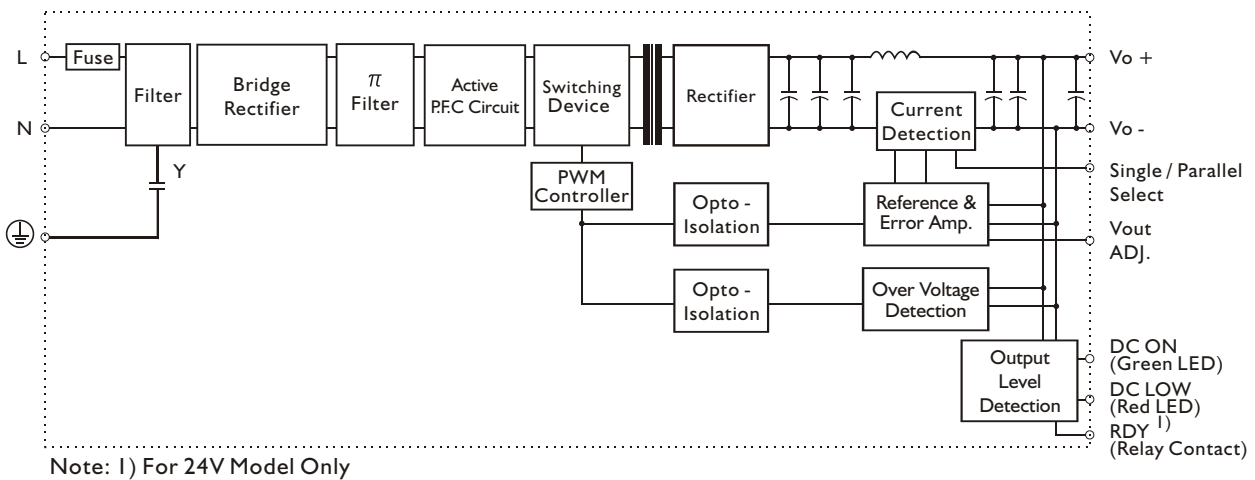 L
Fuse
N
Filter
Y
Bridge
Rectifier
π
Filter
Active
P.F.C Circuit
Switching
Device
PWM
Controller
Rectifier
Current
Detection
Opto -
Isolation
Reference &
Error Amp.
Opto -
Isolation
Over Voltage
Detection
Output
Level
Detection
Vo +
Vo -
Single / Parallel
Select
Vout
ADJ.
DC ON
(Green LED)
DC LOW
(Red LED)
RDY 1)
(Relay Contact)
Note: 1) For 24V Model Only